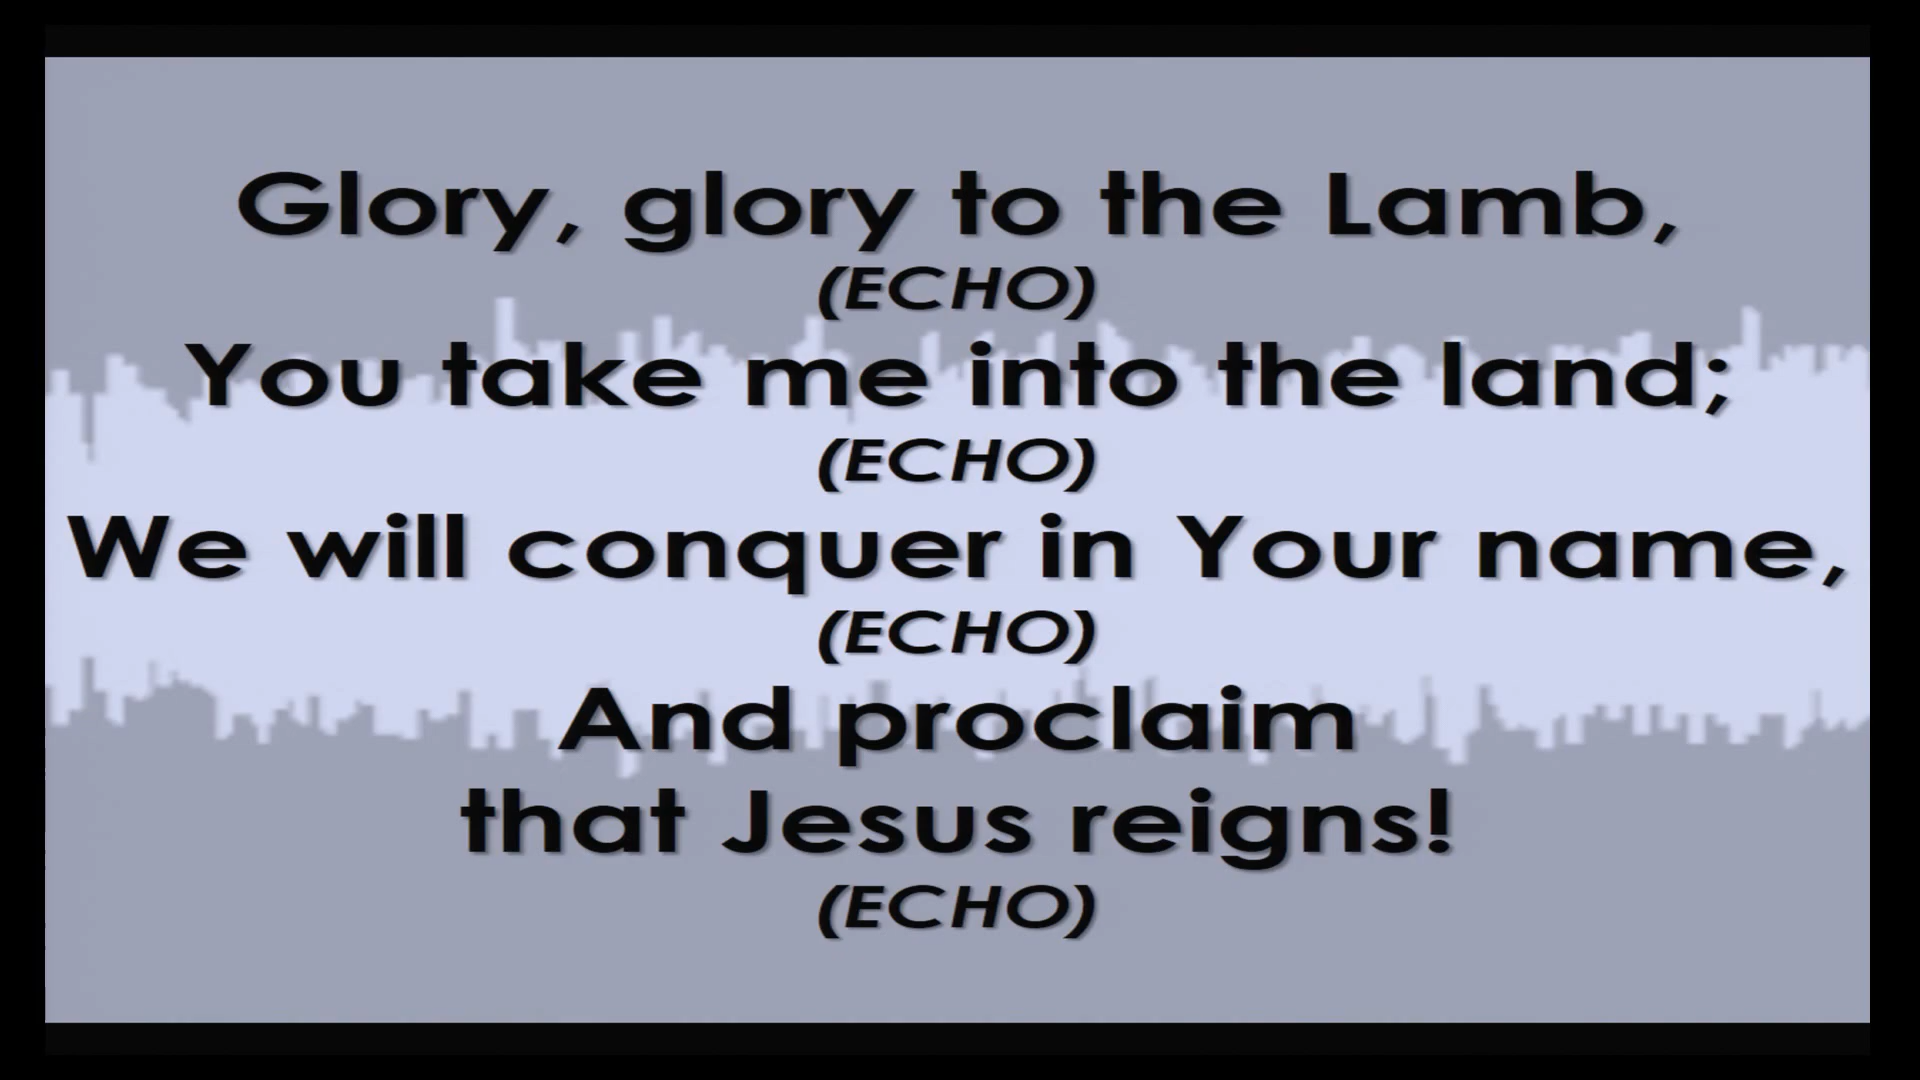 Glory, glory to the Lamb,
(ECHO)
You take me into the land;
(ECHO)
We will conquer in Your name,
(ECHO)
And proclaim
that Jesus reigns!
(ECHO)